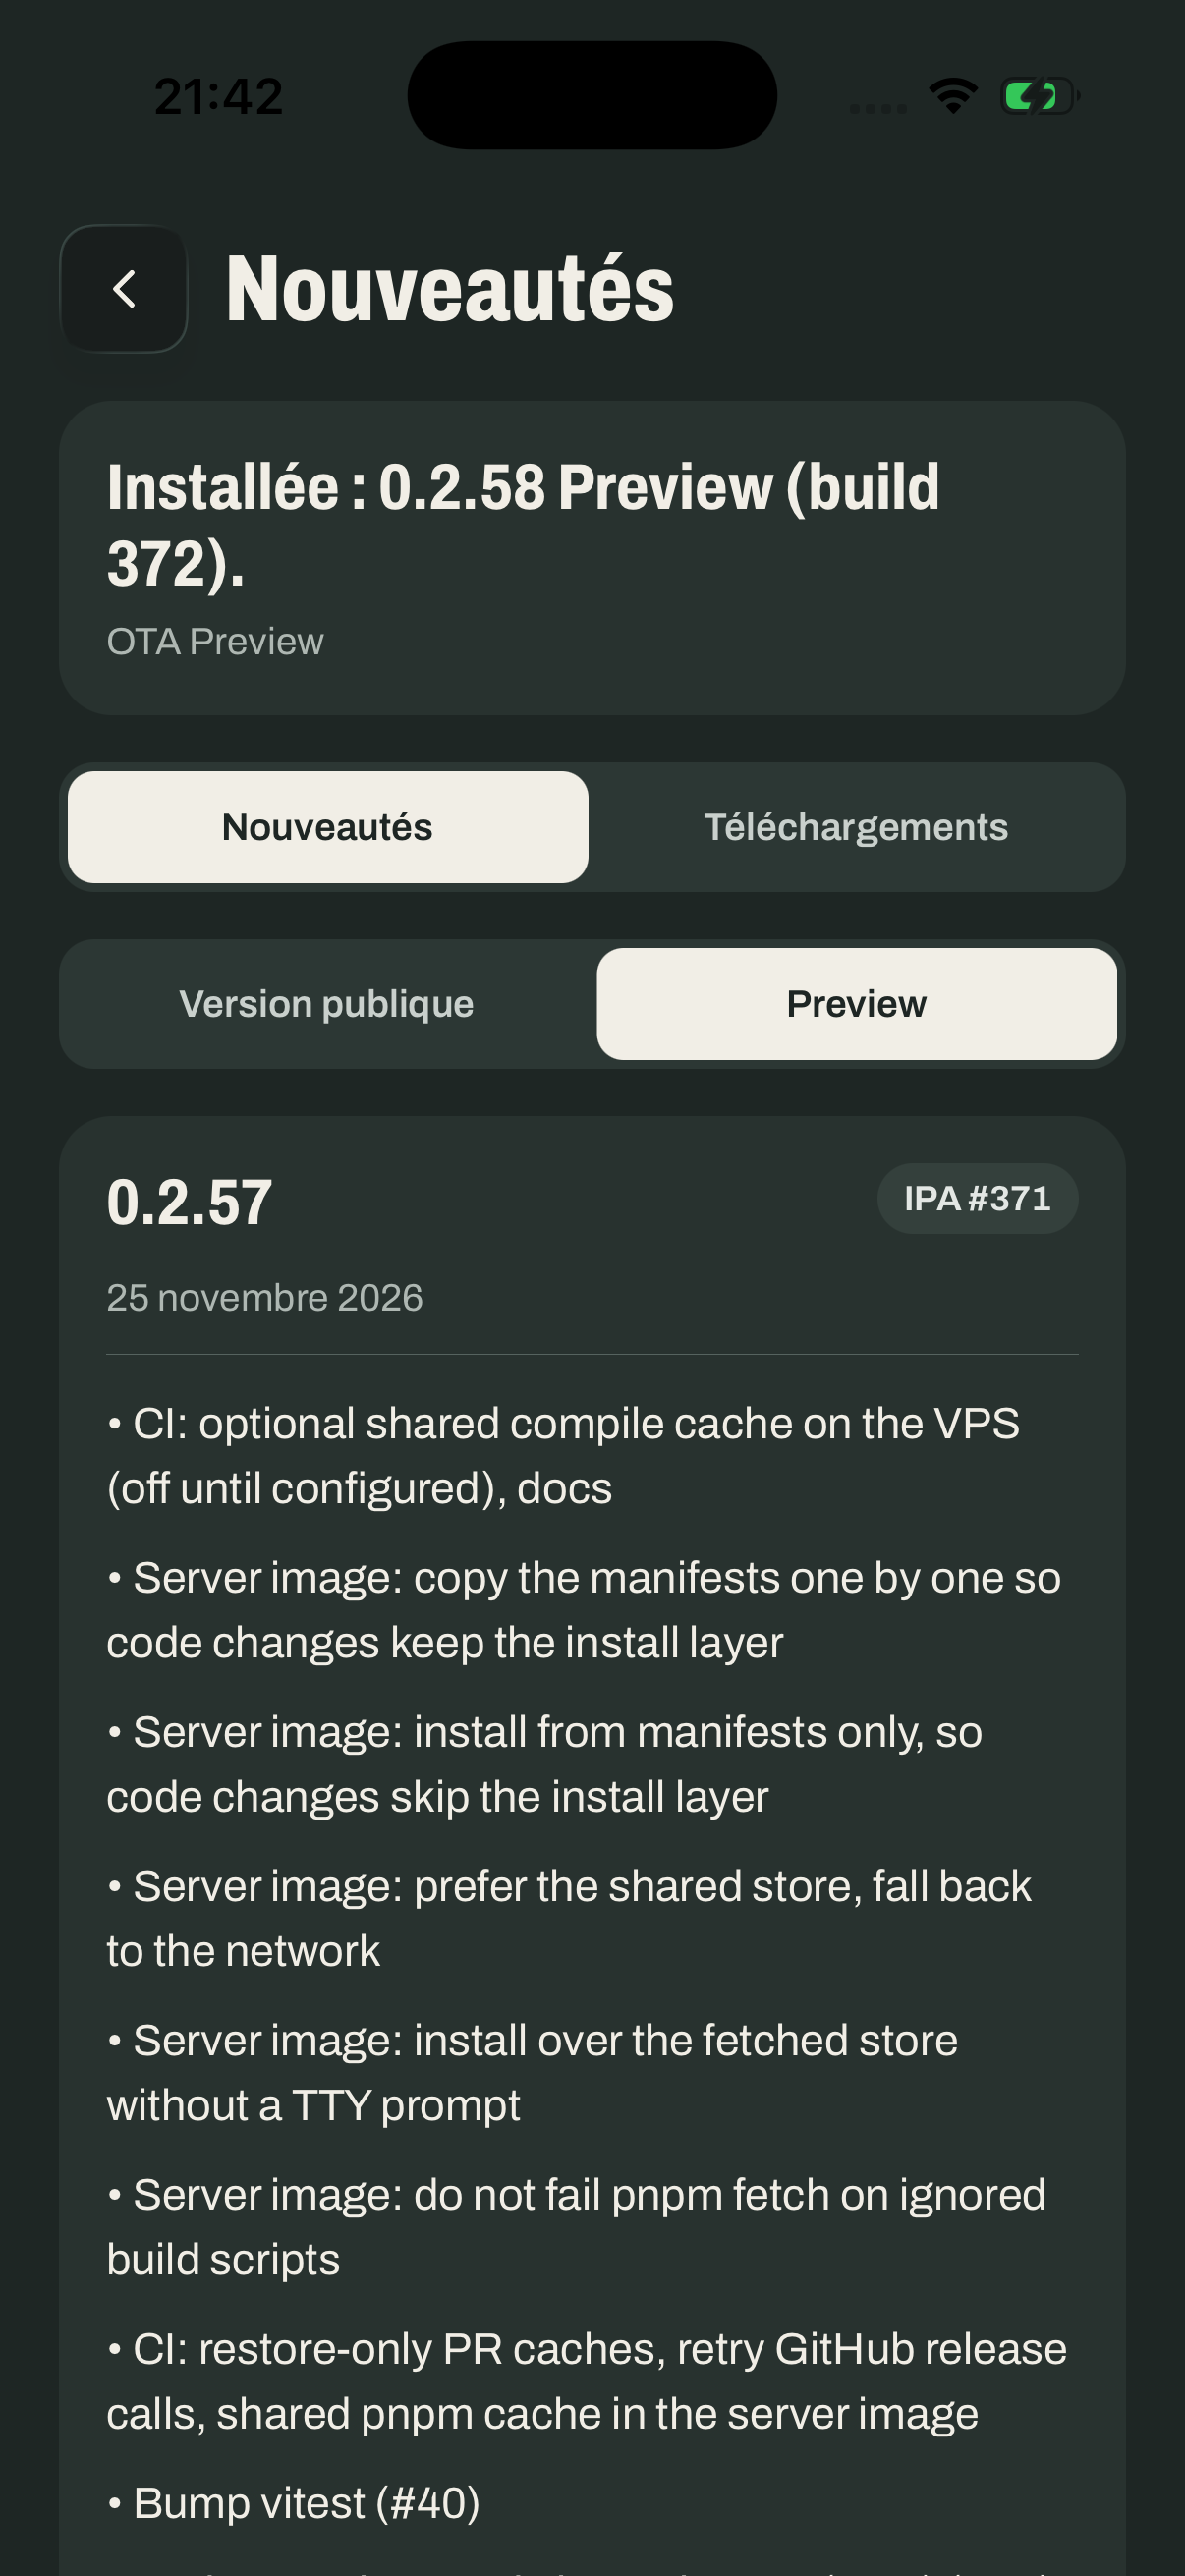 21:42
Nouveautés
Installée : 0.2.58 Preview (build
372).
OTA Preview
Nouveautés
Téléchargements
Version publique
Preview
0.2.57
IPA #371
25 novembre 2026
• CI: optional shared compile cache on the VPS
(off until configured), docs
• Server image: copy the manifests one by one so
code changes keep the install layer
• Server image: install from manifests only, so
code changes skip the install layer
• Server image: prefer the shared store, fall back
to the network
• Server image: install over the fetched store
without a TTY prompt
• Server image: do not fail pnpm fetch on ignored
build scripts
• CI: restore-only PR caches, retry GitHub release
calls, shared pnpm cache in the server image
• Bump vitest (#40)